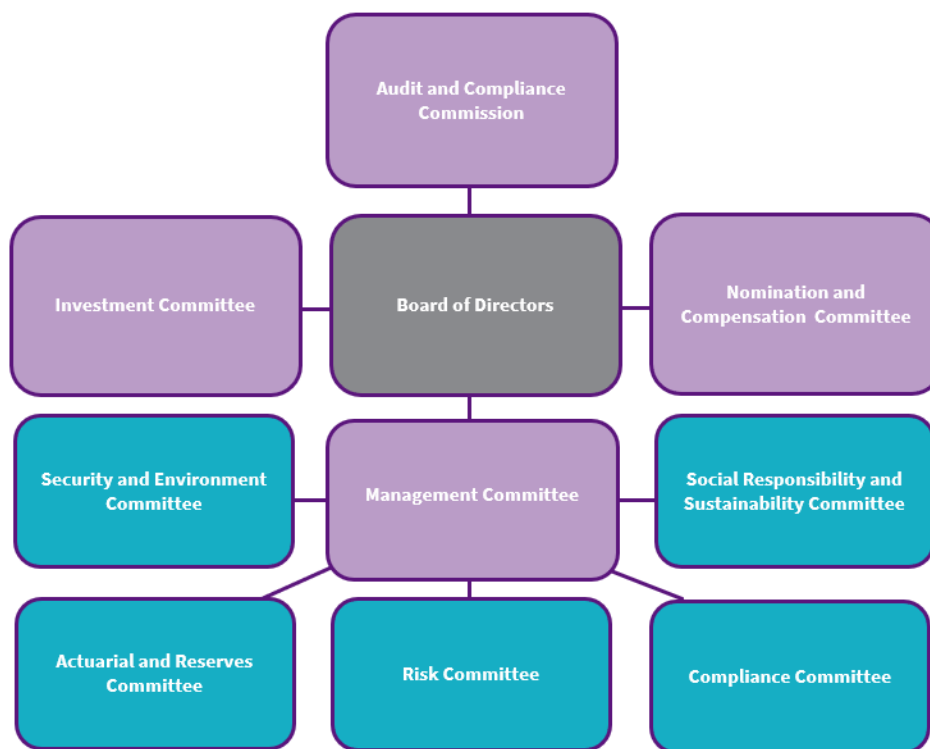 Audit and Compliance
Commission
Investment Committee
Board of Directors
Nomination and
Compensation Committee
Security and Environment
Committee
Management Committee
Social Responsibility and
Sustainability Committee
Actuarial and Reserves
Committee
Risk Committee
Compliance Committee